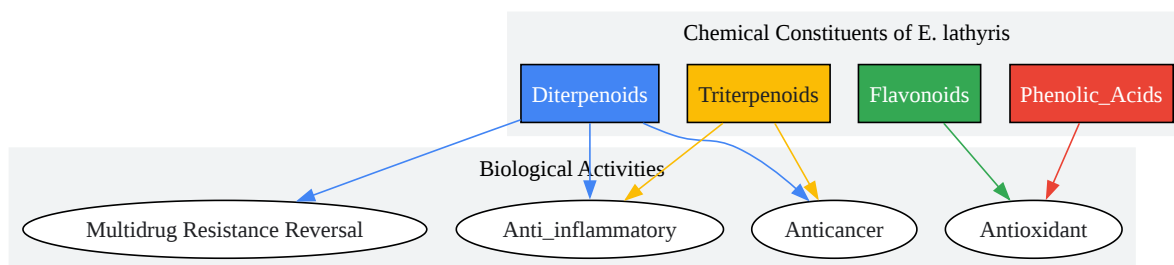 Chemical Constituents of E. lathyris
Diterpenoids
Triterpenoids
Flavonoids
Phenolic_Acids
Biological Activities
Multidrug Resistance Reversal
Anti_inflammatory
Anticancer
Antioxidant